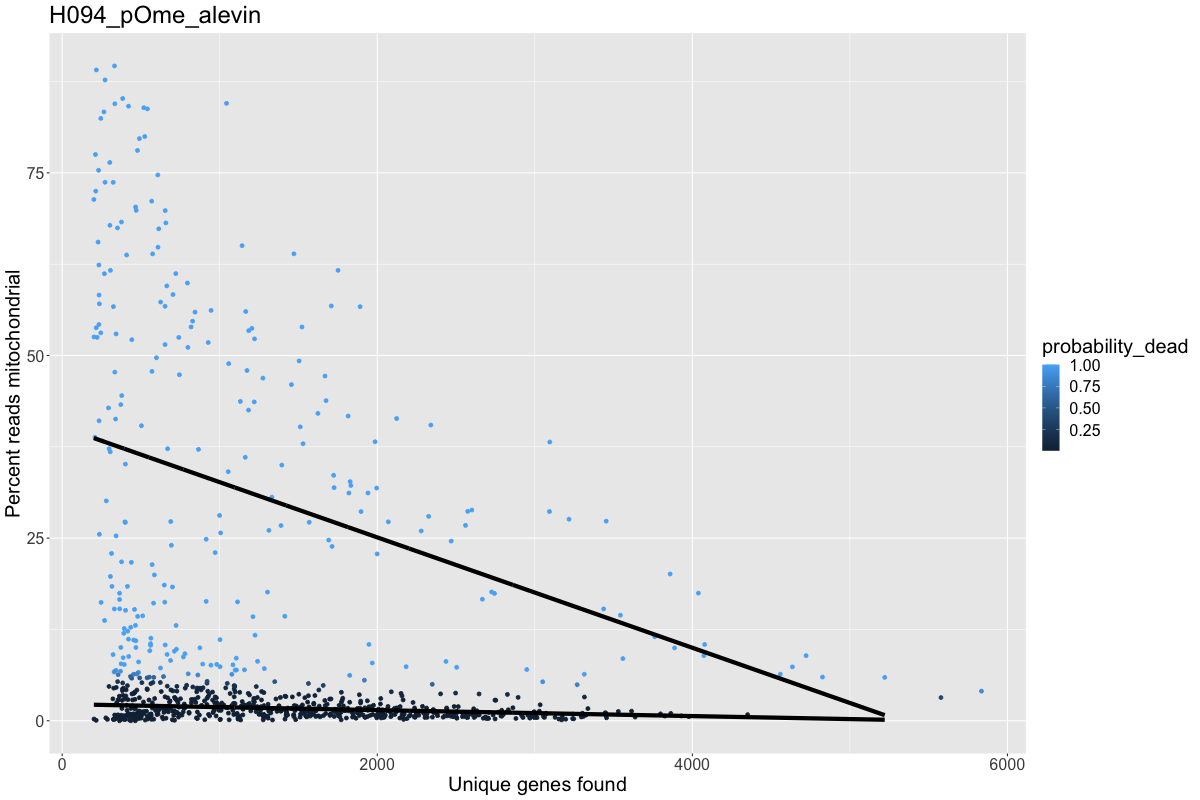 H094_pOme_alevin
Percent reads mitochondrial
75
50
25
0
0 2000 4000 6000
Unique genes found
probability_dead
1.00
0.75
0.50
0.25